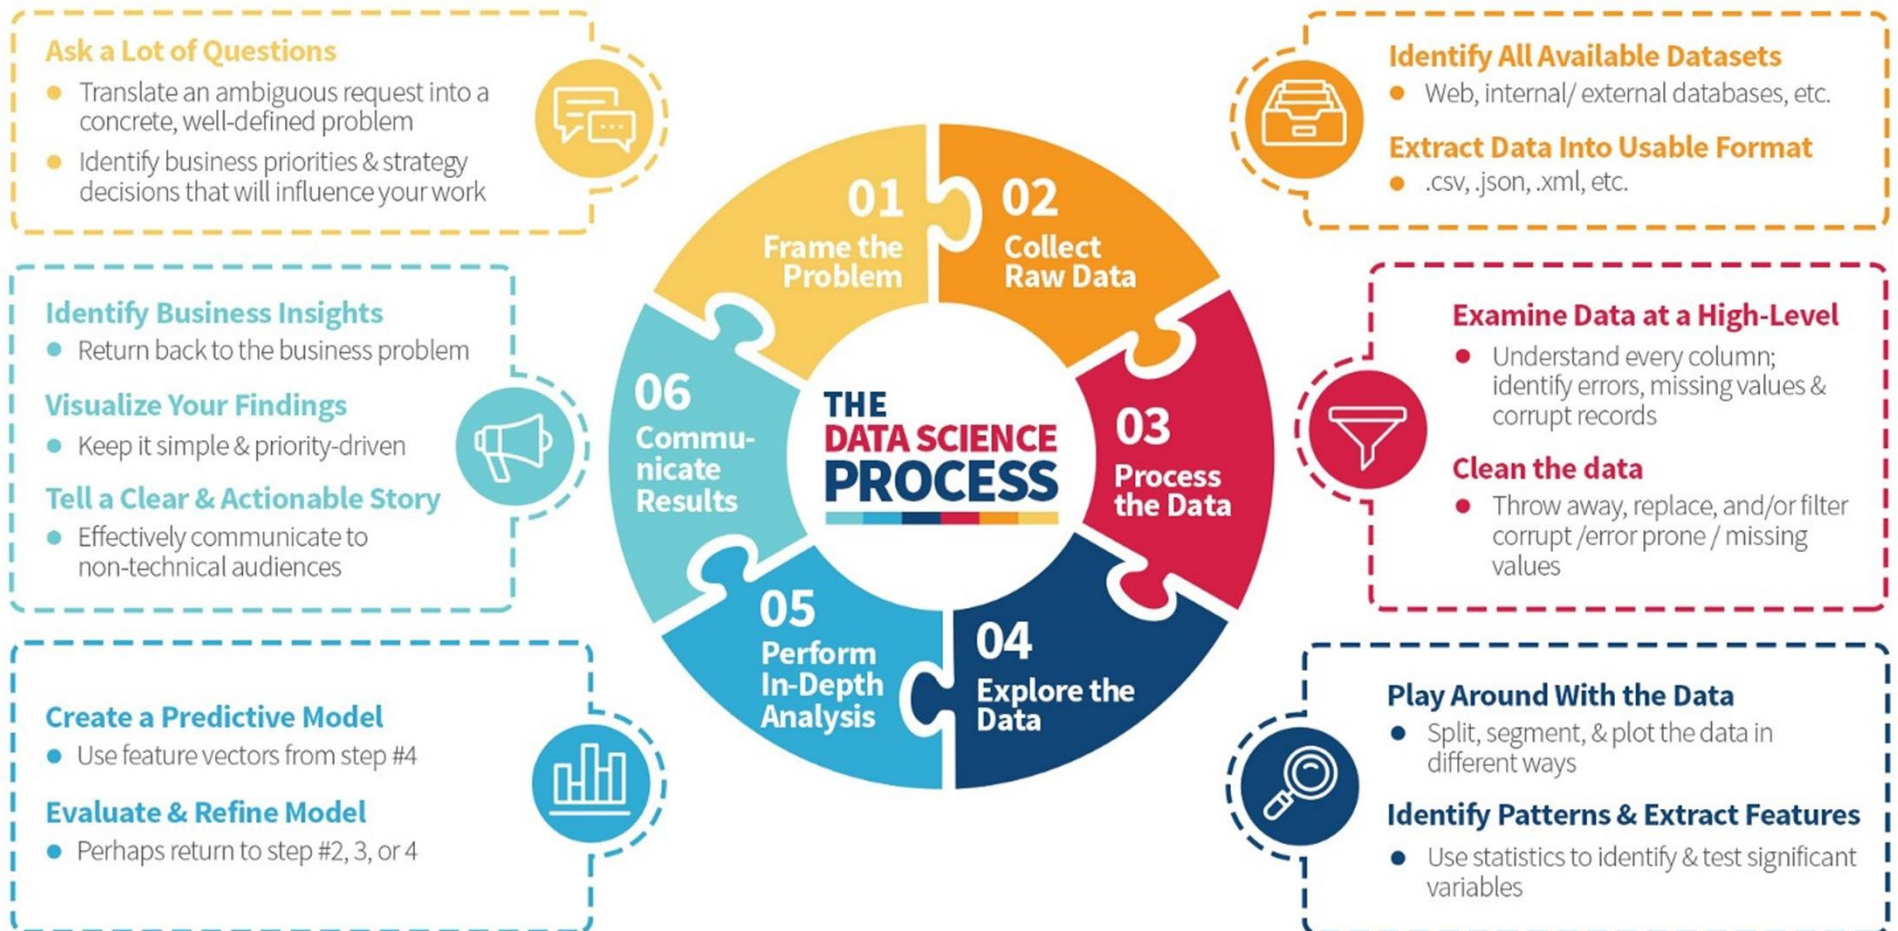 Ask a Lot of Questions
Translate an ambiguous request into a
concrete, well-defined problem
Identify business priorities & strategy
decisions that will influence your work
Identify All Available Datasets
Web, internal/ external databases, etc.
Extract Data Into Usable Format
.csv, .json, .xml, etc.
01
Frame the
Problem
02
Collect
Raw Data
Identify Business Insights
Return back to the business problem
Visualize Your Findings
Keep it simple & priority-driven
Tell a Clear & Actionable Story
Effectively communicate to
non-technical audiences
06
Commu-
nicate
Results
THE
DATA SCIENCE
PROCESS
03
Process
the Data
Examine Data at a High-Level
Understand every column;
identify errors, missing values &
corrupt records
Clean the data
Throw away, replace, and/or filter
corrupt /error prone / missing
values
05
Perform
In-Depth
Analysis
04
Explore the
Data
Create a Predictive Model
Use feature vectors from step #4
Evaluate & Refine Model
Perhaps return to step #2, 3, or 4
Play Around With the Data
Split, segment, & plot the data in
different ways
Identify Patterns & Extract Features
Use statistics to identify & test significant
variables